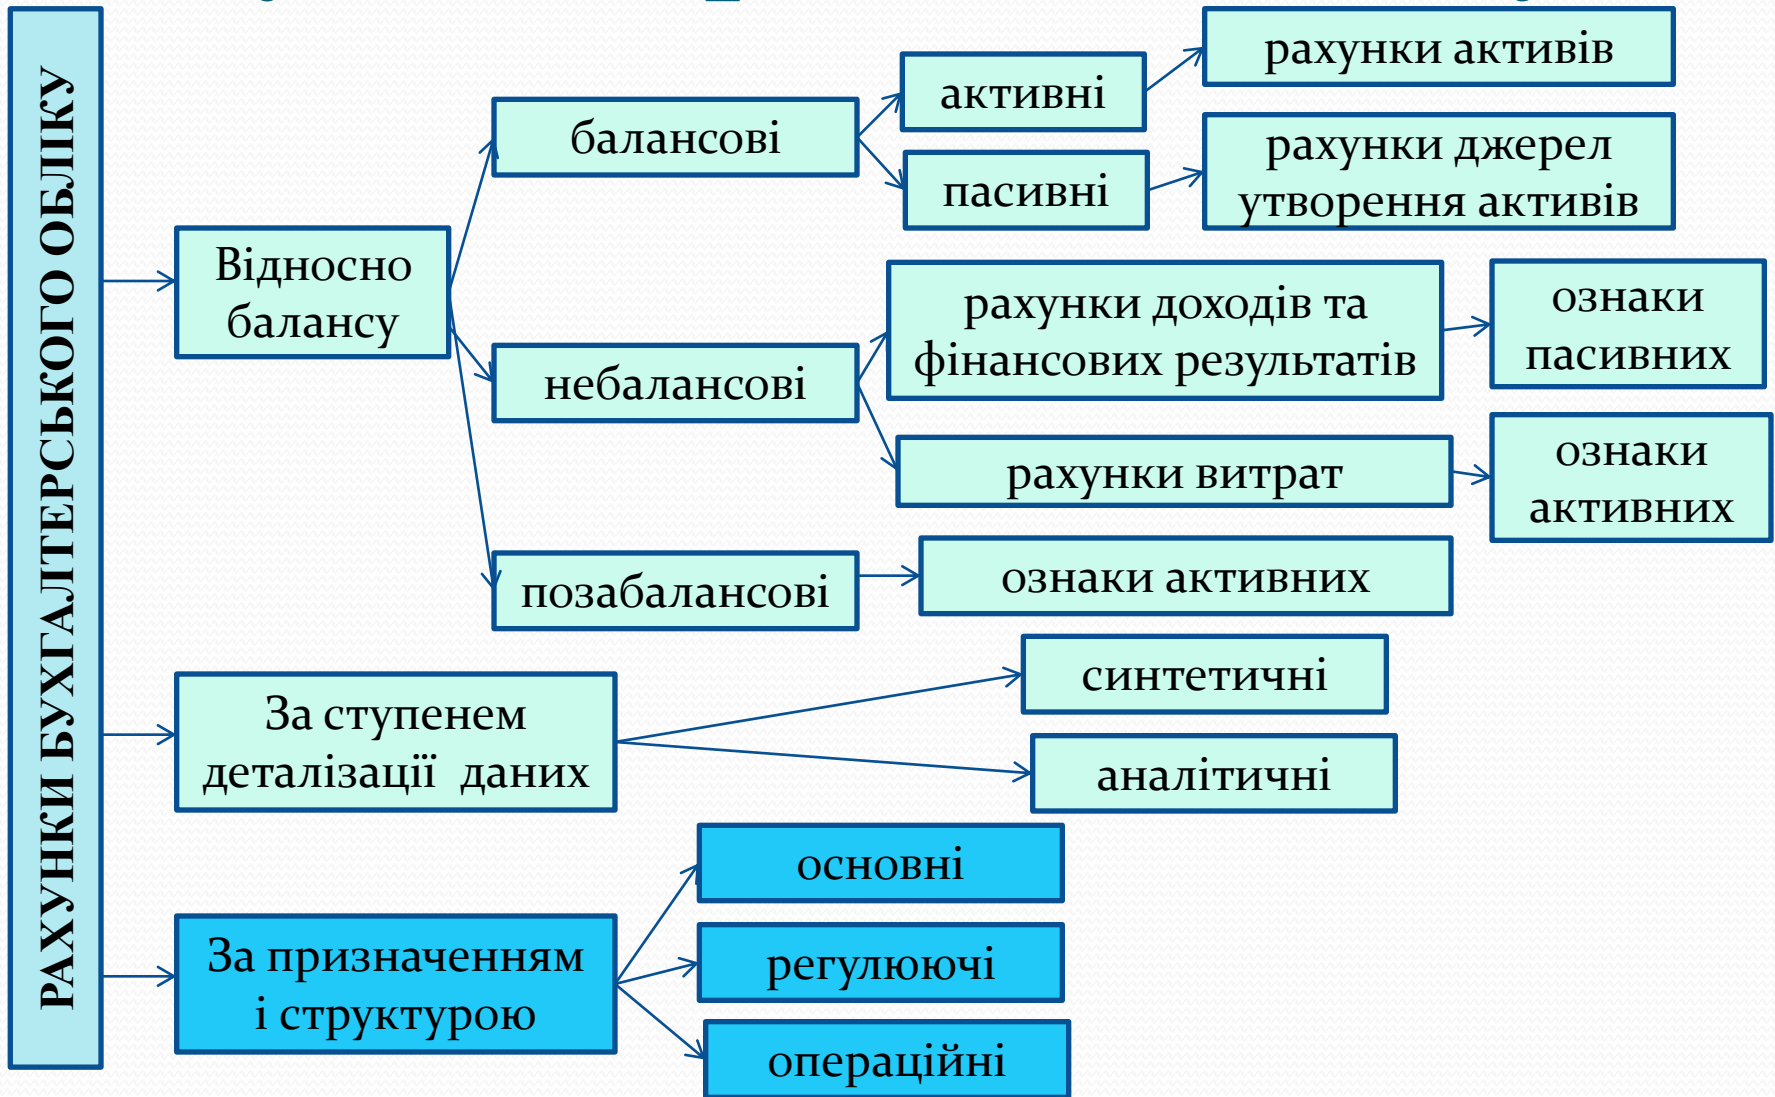 РАХУНКИ БУХГАЛТЕРСЬКОГО ОБЛІКУ
Відносно
балансу
балансові
активні
рахунки активів
пасивні
рахунки джерел
утворення активів
небалансові
рахунки доходів та
фінансових результатів
ознаки
пасивних
рахунки витрат
ознаки
активних
позабалансові
ознаки активних
За ступенем
деталізації  даних
синтетичні
аналітичні
За призначенням
і структурою
основні
регулюючі
операційні